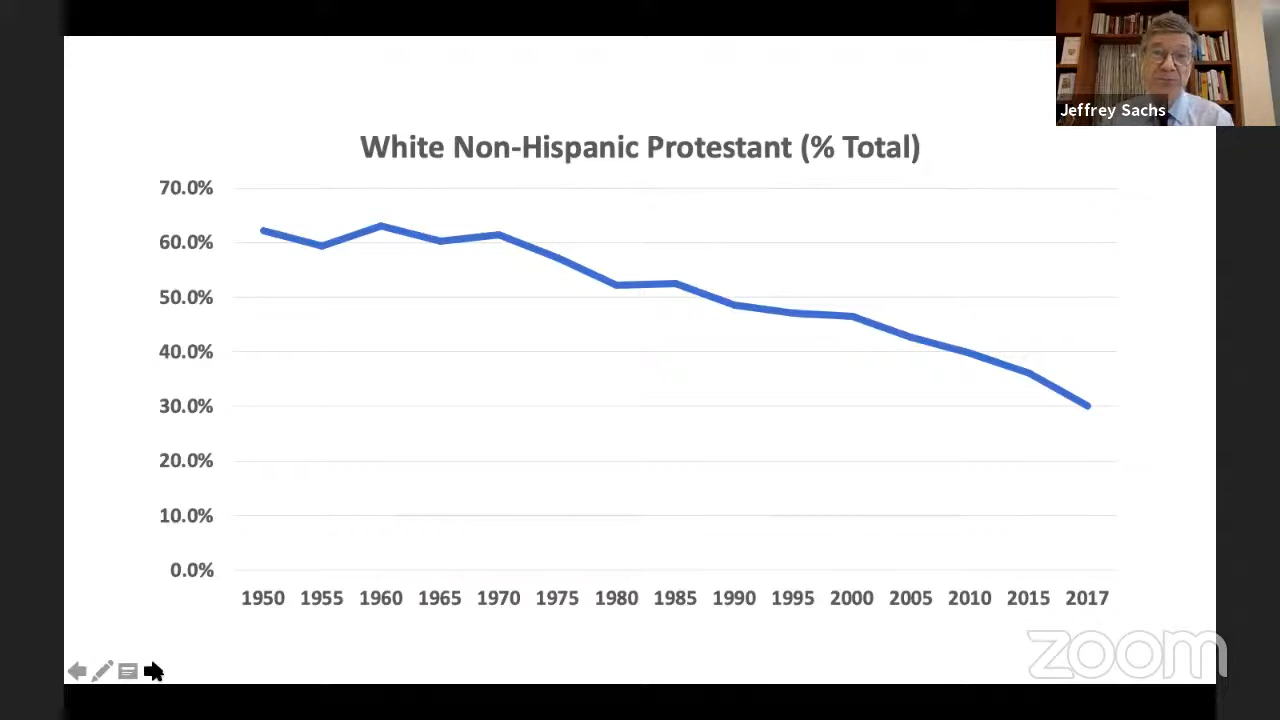 Jeffrey Sachs
White Non-Hispanic Protestant (% Total)
70.0%
60.0%
50.0%
40.0%
30.0%
20.0%
10.0%
0.0%
1950 1955 1960 1965 1970 1975 1980 1985 1990 1995 2000 2005 2010 2015 2017
zoom